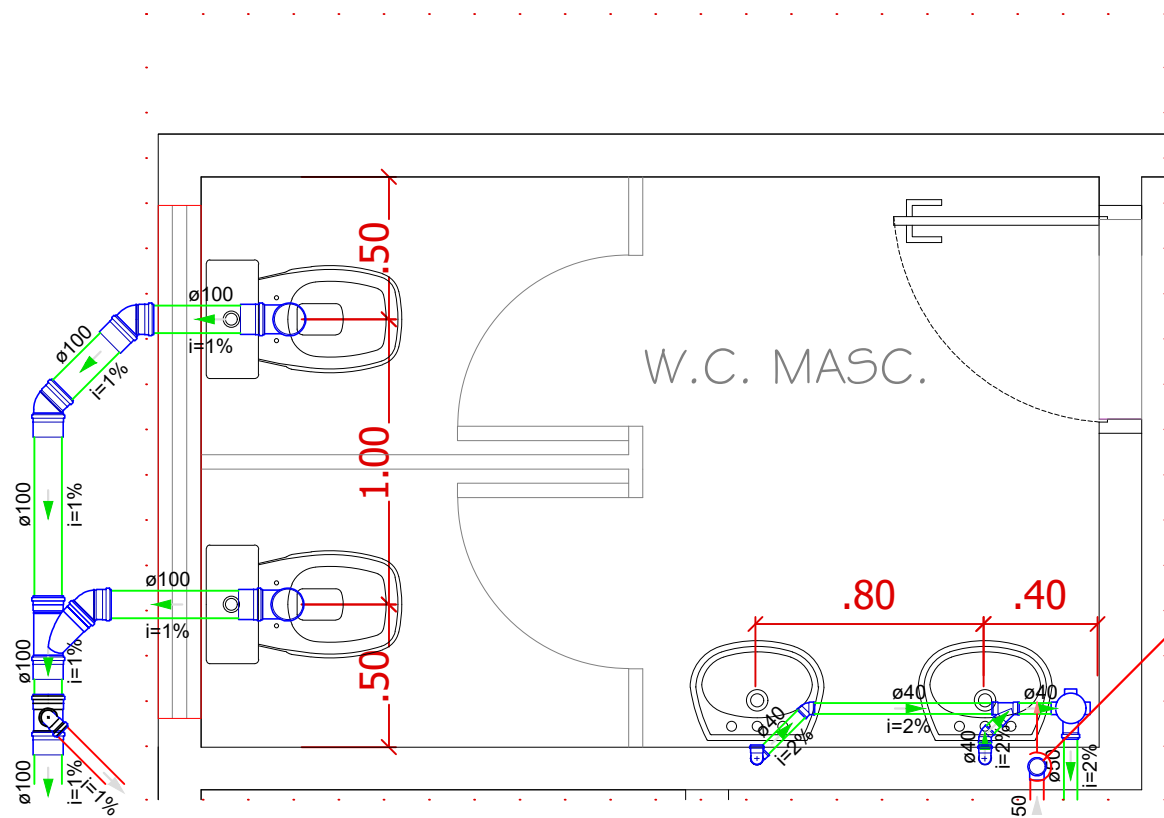 .50
ø100
i=1%
ø100
i=1%
W.C. MASC.
1.00
ø100
i=1%
ø100
i=1%
.80
.40
ø100
i=1%
.50
ø40
ø40
ø40
i=2%
i=2%
ø40
i=2%
ø50
i=2%
ø100
i=1%
i=1%
50